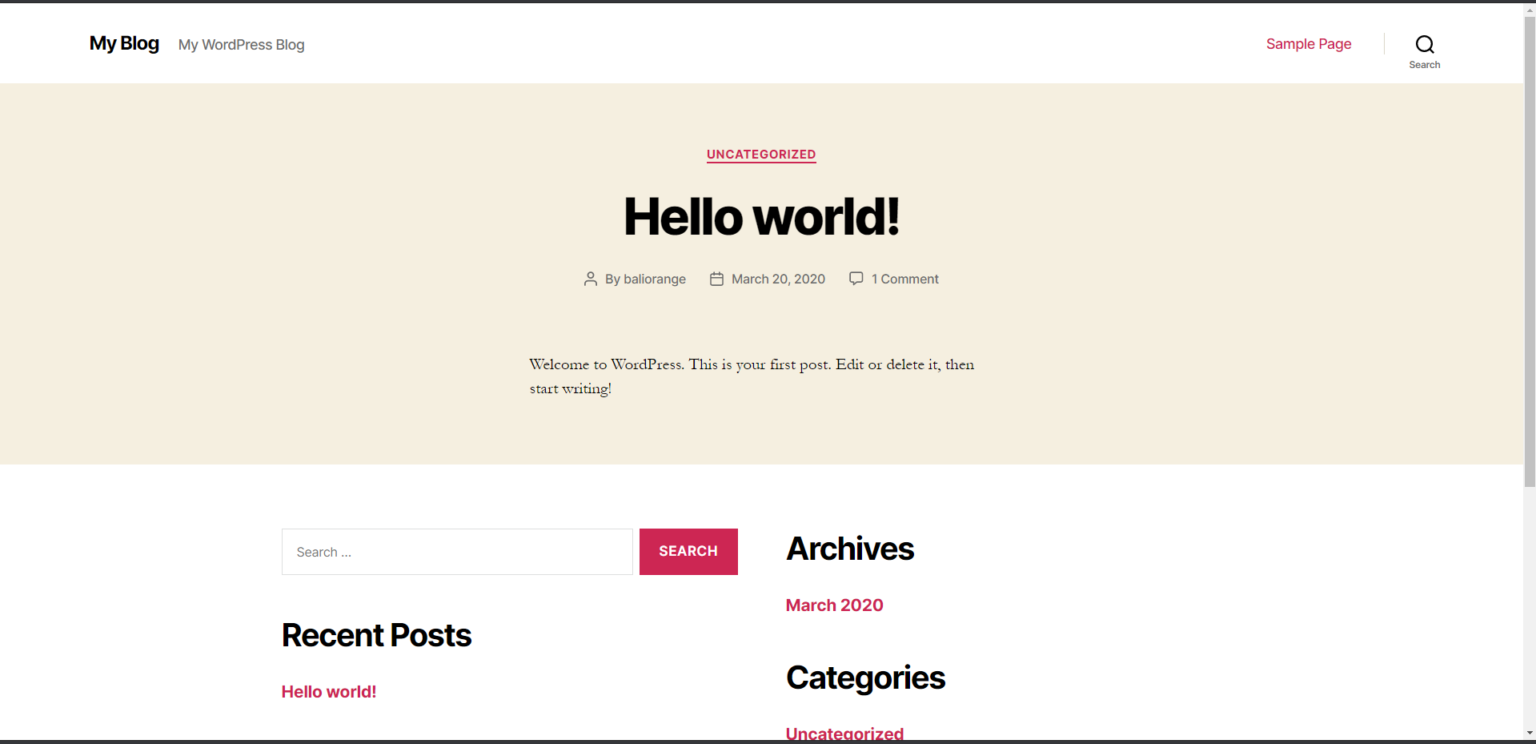 My Blog My WordPress Blog
Sample Page
Search
UNCATEGORIZED
Hello world!
By baliorange March 20, 2020 1 Comment
Welcome to WordPress. This is your first post. Edit or delete it, then
start writing!
Search ... SEARCH
Recent Posts
Hello world!
Archives
March 2020
Categories
Uncategorized